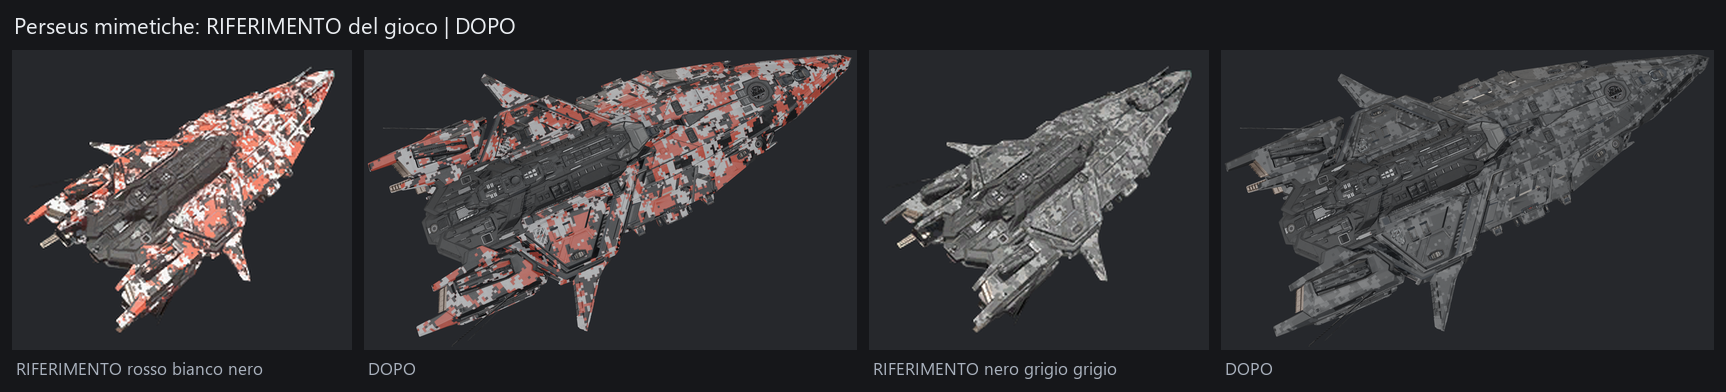 Perseus mimetiche: RIFERIMENTO del gioco | DOPO
RIFERIMENTO rosso bianco nero
DOPO
RIFERIMENTO nero grigio grigio
DOPO